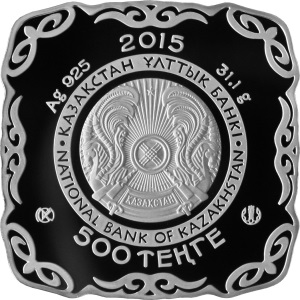 2015
Ag 925
31,1 g
• ҚАЗАҚСТАН ҰЛТТЫҚ БАНКІ •
NATIONAL BANK OF KAZAKHSTAN
ҚАЗАҚСТАН
500 ТЕҢГЕ